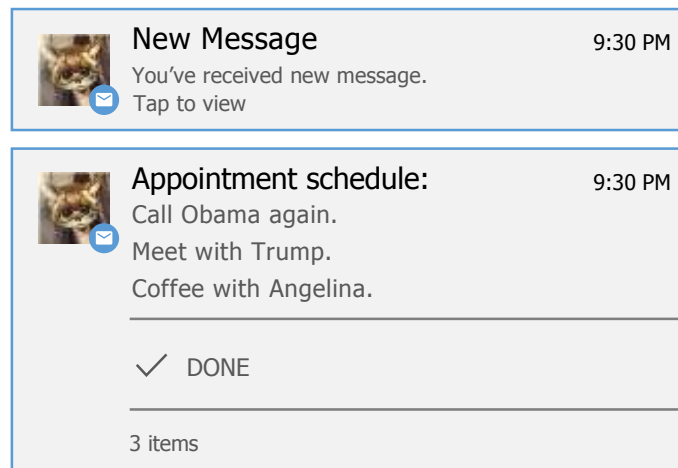 New Message
9:30 PM
You’ve received new message.
Tap to view
Appointment schedule:
9:30 PM
Call Obama again.
Meet with Trump.
Coffee with Angelina.
DONE
3 items